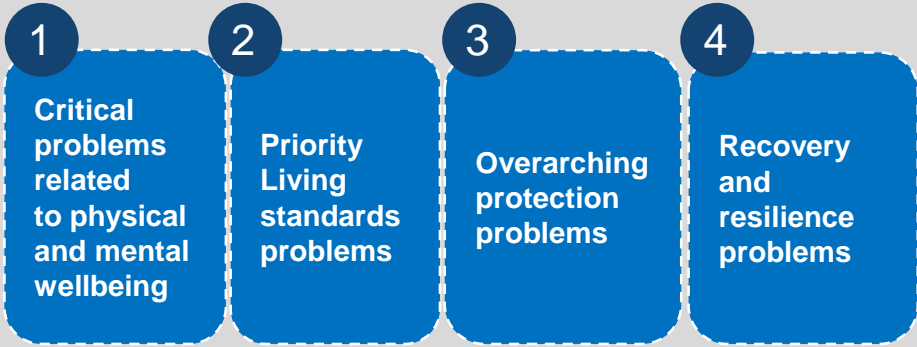 1
Critical
problems
related
to physical
and mental
wellbeing
2
Priority
Living
standards
problems
3
Overarching
protection
problems
4
Recovery
and
resilience
problems